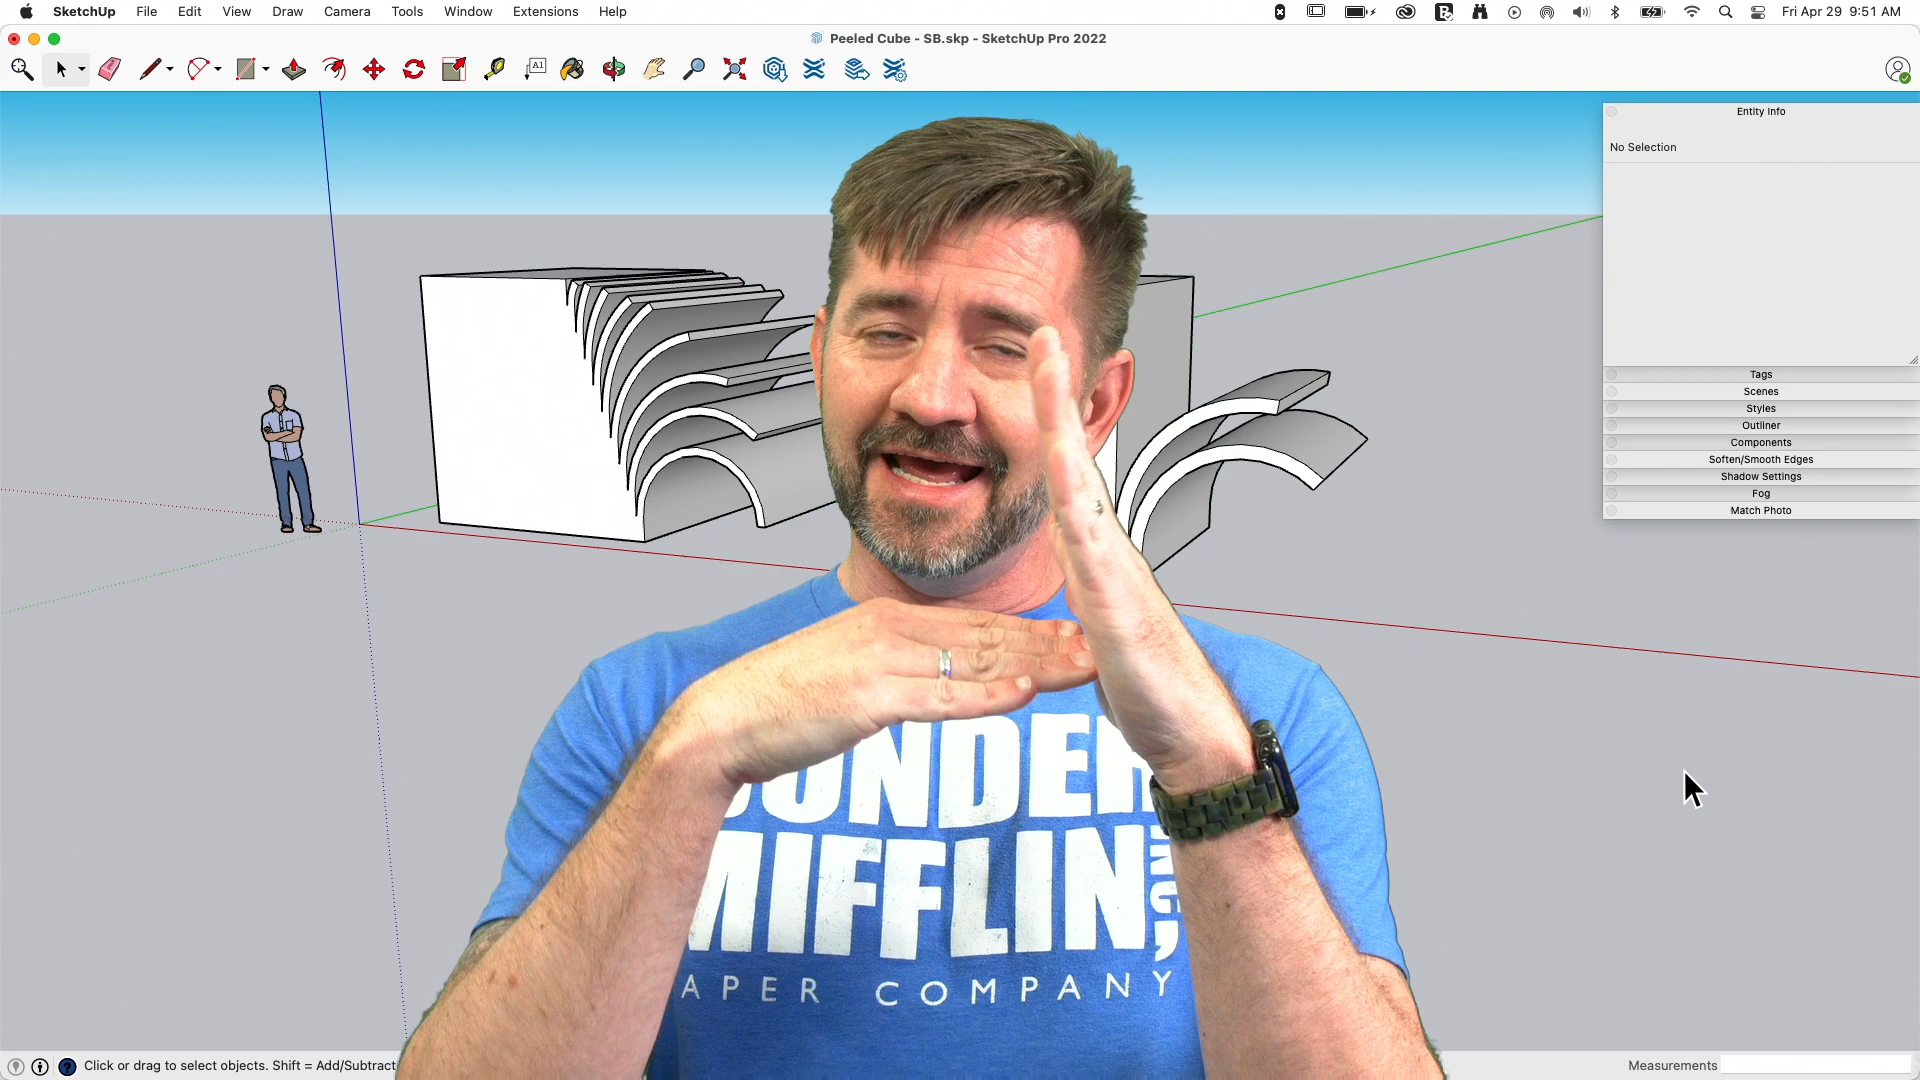 SketchUp File Edit View Draw Camera Tools Window Extensions Help Fri Apr 29 9:51 AM
Peeled Cube - SB.skp - SketchUp Pro 2022
A1
Entity Info
No Selection
Tags
Scenes
Styles
Outliner
Components
Soften/Smooth Edges
Shadow Settings
Fog
Match Photo
UNDER
MIFFLIN, INC,
APER COMPANY
Click or drag to select objects. Shift = Add/Subtract
Measurements